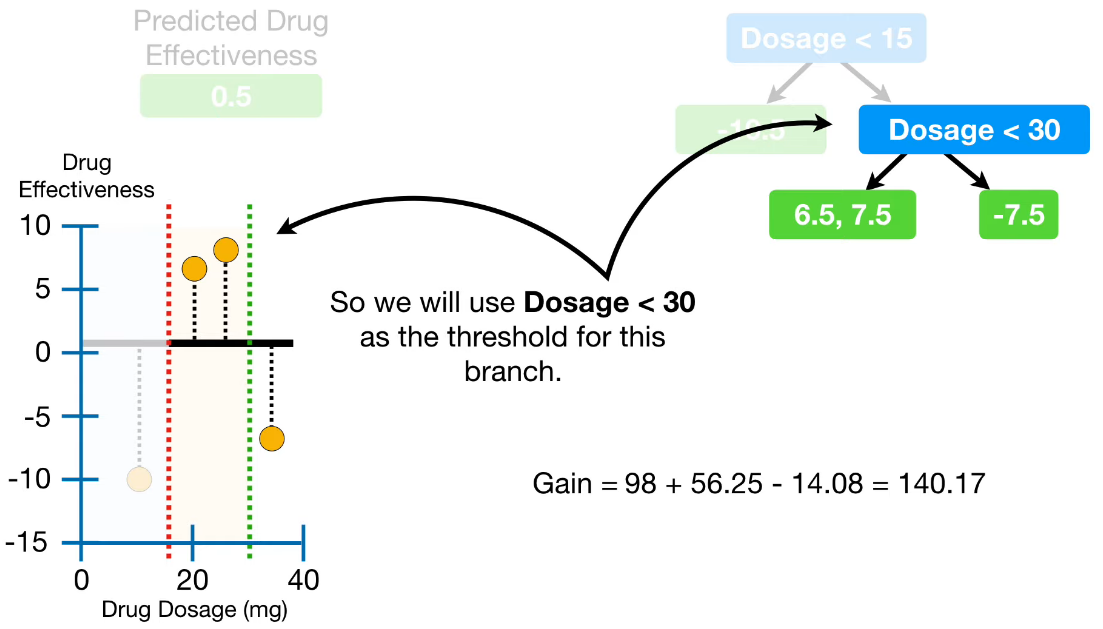 Predicted Drug
Effectiveness
0.5
Dosage < 15
-10.5
Dosage < 30
6.5, 7.5
-7.5
Drug
Effectiveness
10
5
0
-5
-10
-15
0 20 40
Drug Dosage (mg)
So we will use Dosage < 30
as the threshold for this
branch.
Gain = 98 + 56.25 - 14.08 = 140.17